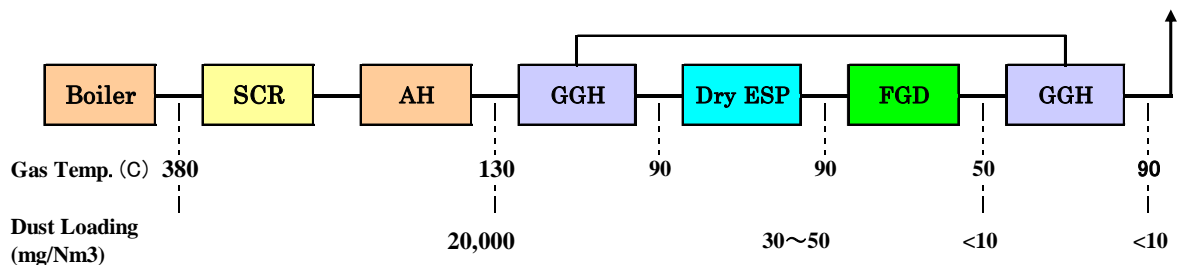 Boiler SCR AH GGH Dry ESP FGD GGH
Gas Temp. (C) 380 130 90 90 50 90
Dust Loading
(mg/Nm3) 20,000 30～50 <10 <10